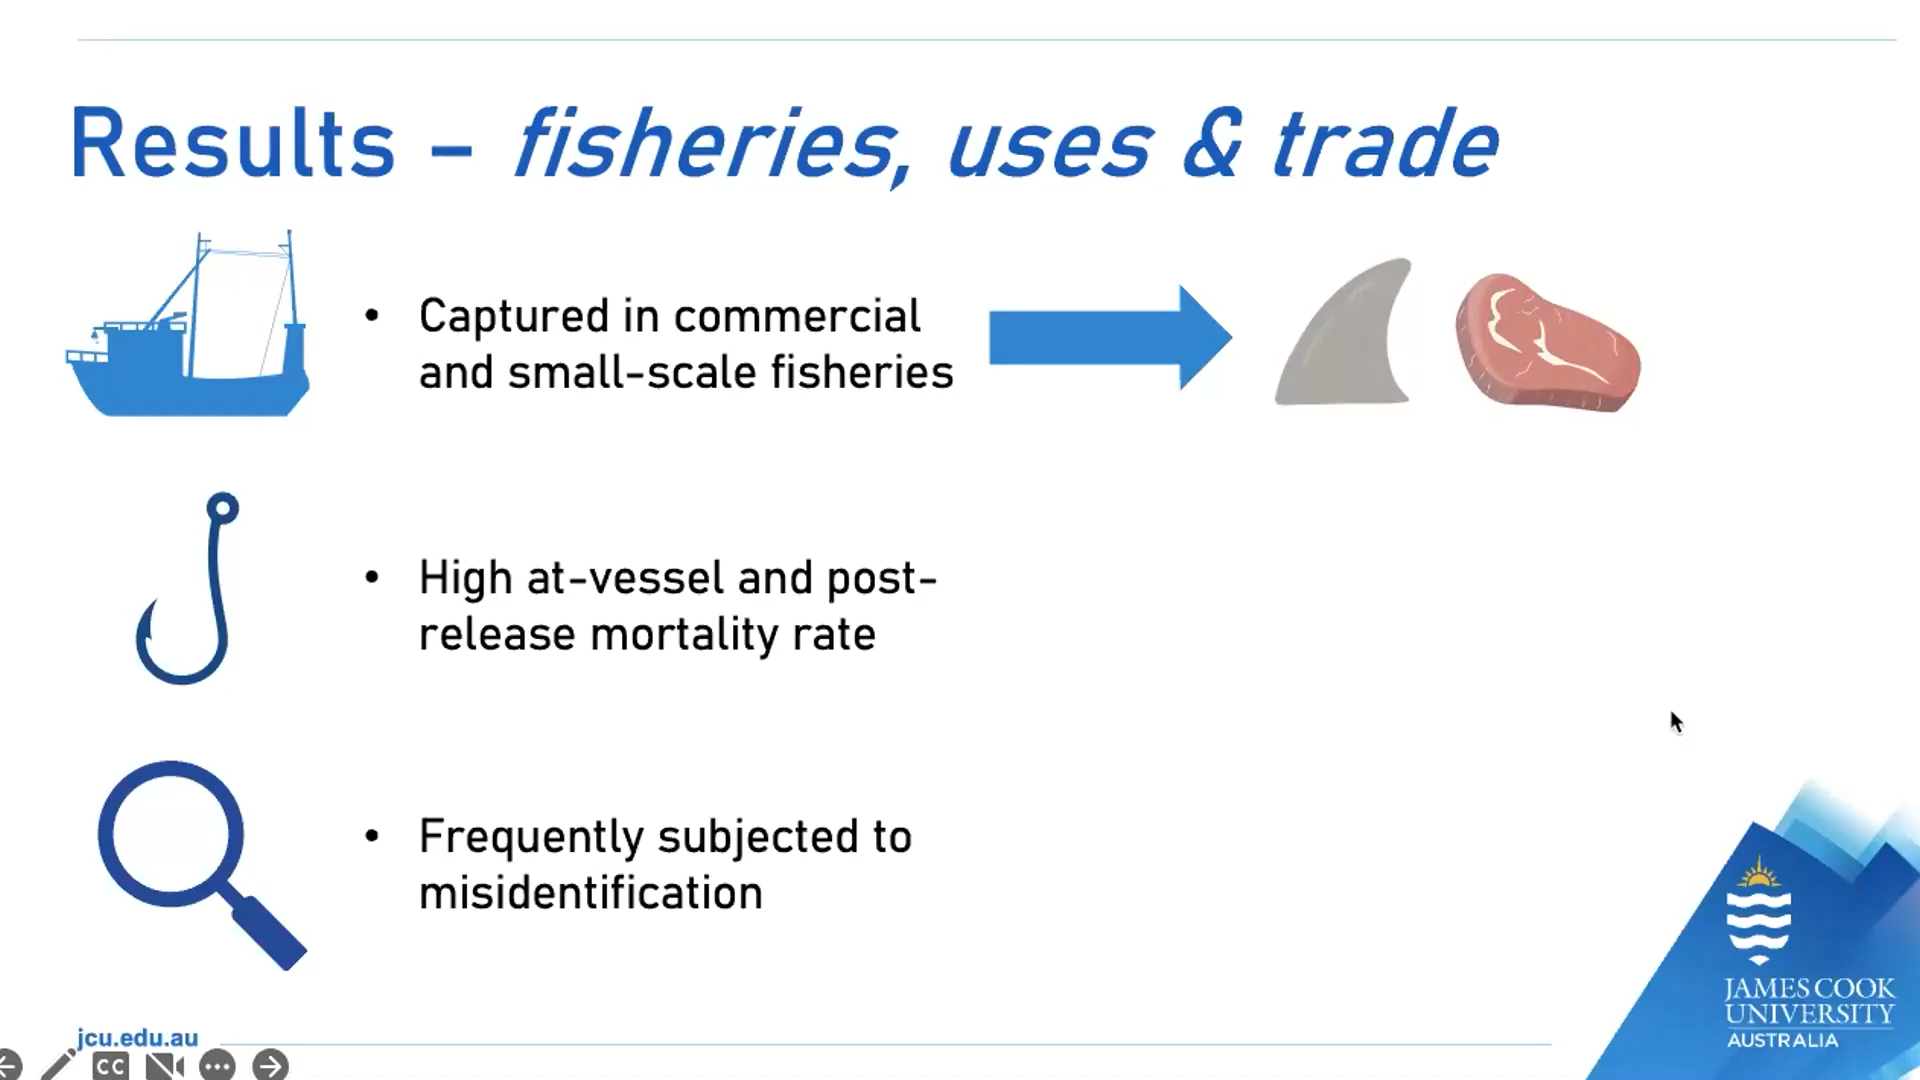 Results – fisheries, uses & trade
• Captured in commercial
and small-scale fisheries
• High at-vessel and post-
release mortality rate
• Frequently subjected to
misidentification
JAMES COOK
UNIVERSITY
AUSTRALIA
jcu.edu.au
CC